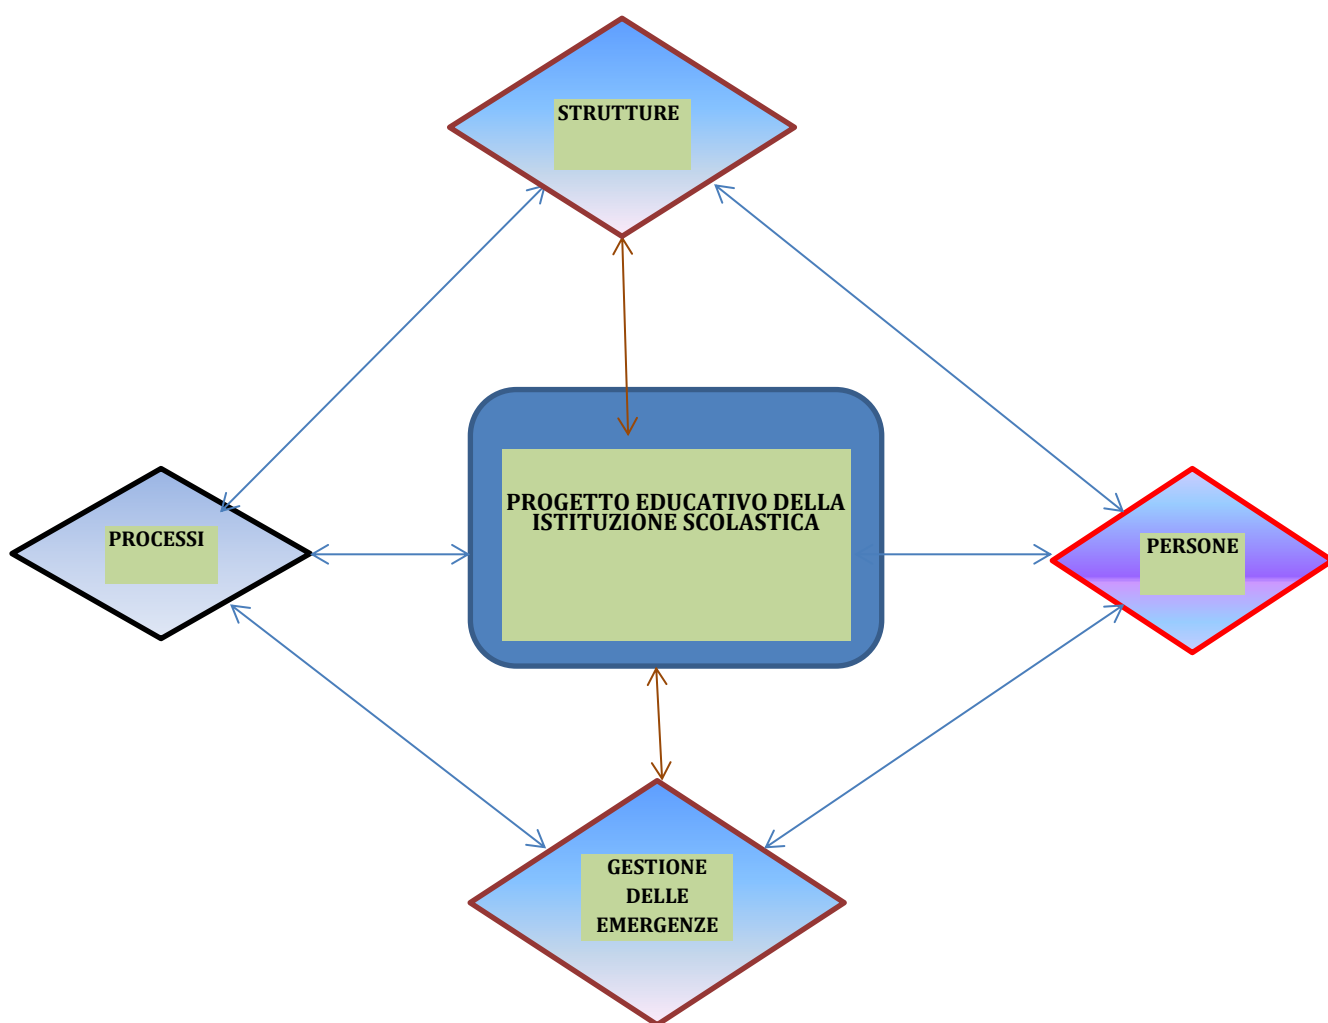 STRUTTURE
PROGETTO EDUCATIVO DELLA
ISTITUZIONE SCOLASTICA
PROCESSI
PERSONE
GESTIONE
DELLE
EMERGENZE